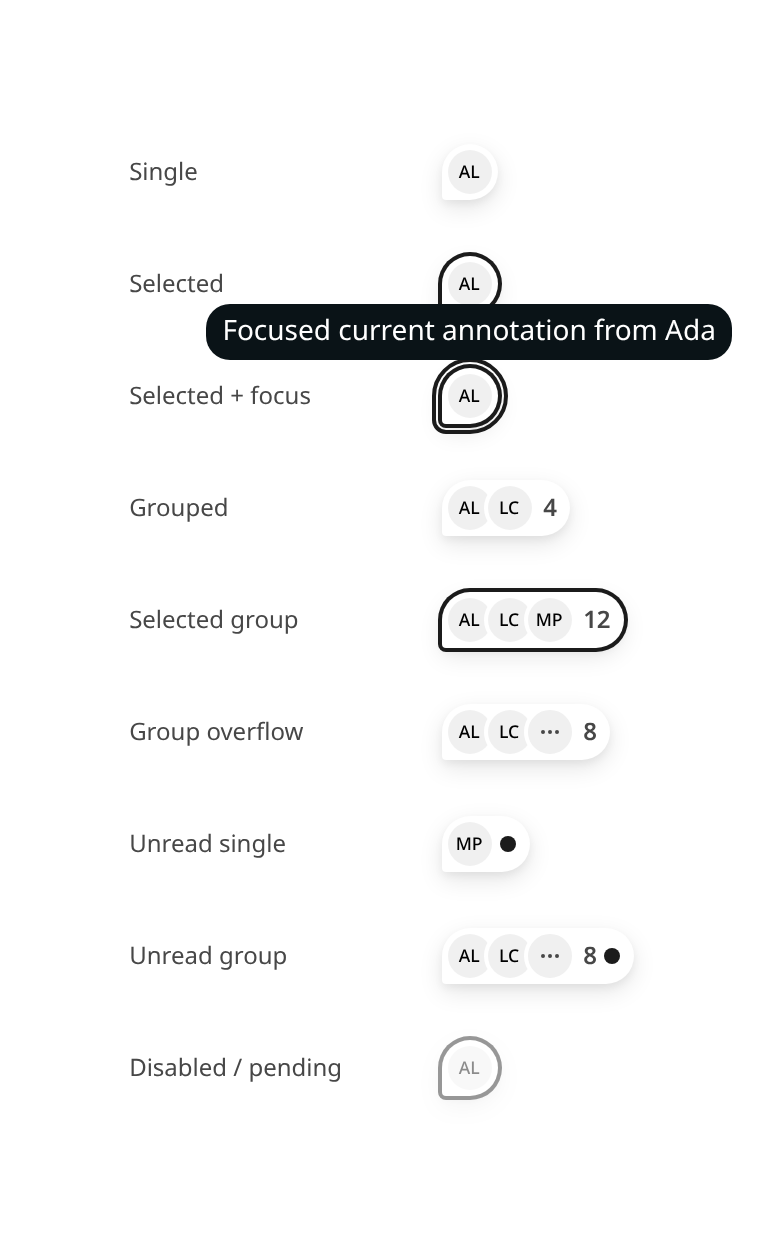 Single AL
Selected AL
Focused current annotation from Ada
Selected + focus AL
Grouped AL LC 4
Selected group AL LC MP 12
Group overflow AL LC ··· 8
Unread single MP
Unread group AL LC ··· 8
Disabled / pending AL